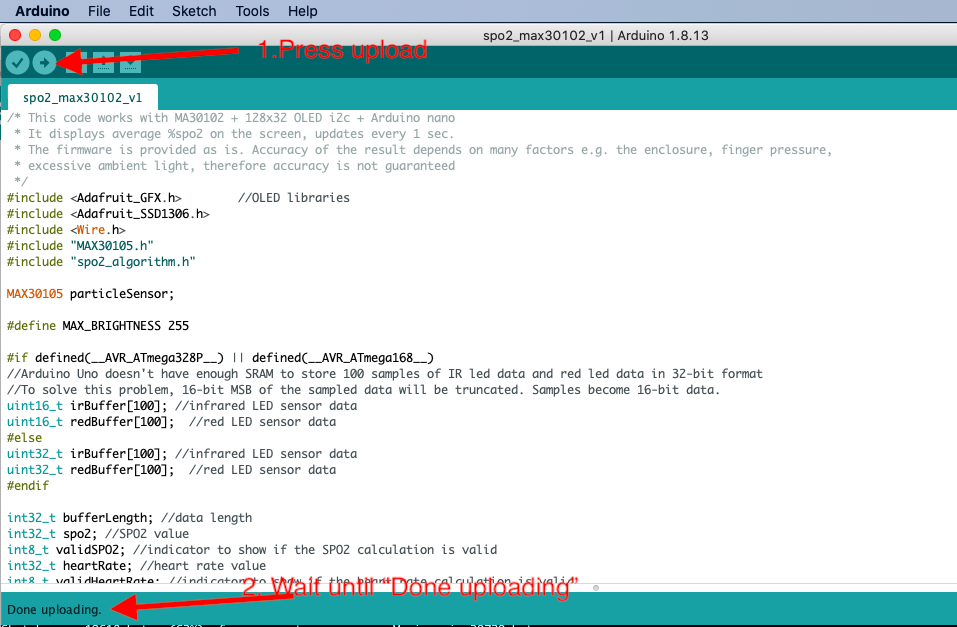 Arduino File Edit Sketch Tools Help
spo2_max30102_v1 | Arduino 1.8.13
1.Press upload
spo2_max30102_v1
/* This code works with MA30102 + 128x32 OLED i2c + Arduino nano
* It displays average %spo2 on the screen, updates every 1 sec.
* The firmware is provided as is. Accuracy of the result depends on many factors e.g. the enclosure, finger pressure,
* excessive ambient light, therefore accuracy is not guaranteed
*/
#include <Adafruit_GFX.h> //OLED libraries
#include <Adafruit_SSD1306.h>
#include <Wire.h>
#include "MAX30105.h"
#include "spo2_algorithm.h"
MAX30105 particleSensor;
#define MAX_BRIGHTNESS 255
#if defined(__AVR_ATmega328P__) || defined(__AVR_ATmega168__)
//Arduino Uno doesn't have enough SRAM to store 100 samples of IR led data and red led data in 32-bit format
//To solve this problem, 16-bit MSB of the sampled data will be truncated. Samples become 16-bit data.
uint16_t irBuffer[100]; //infrared LED sensor data
uint16_t redBuffer[100]; //red LED sensor data
#else
uint32_t irBuffer[100]; //infrared LED sensor data
uint32_t redBuffer[100]; //red LED sensor data
#endif
int32_t bufferLength; //data length
int32_t spo2; //SPO2 value
int8_t validSPO2; //indicator to show if the SPO2 calculation is valid
int32_t heartRate; //heart rate value
int8_t validHeartRate; //indicator to show if the heart rate calculation is valid
2. Wait until “Done uploading”
Done uploading.